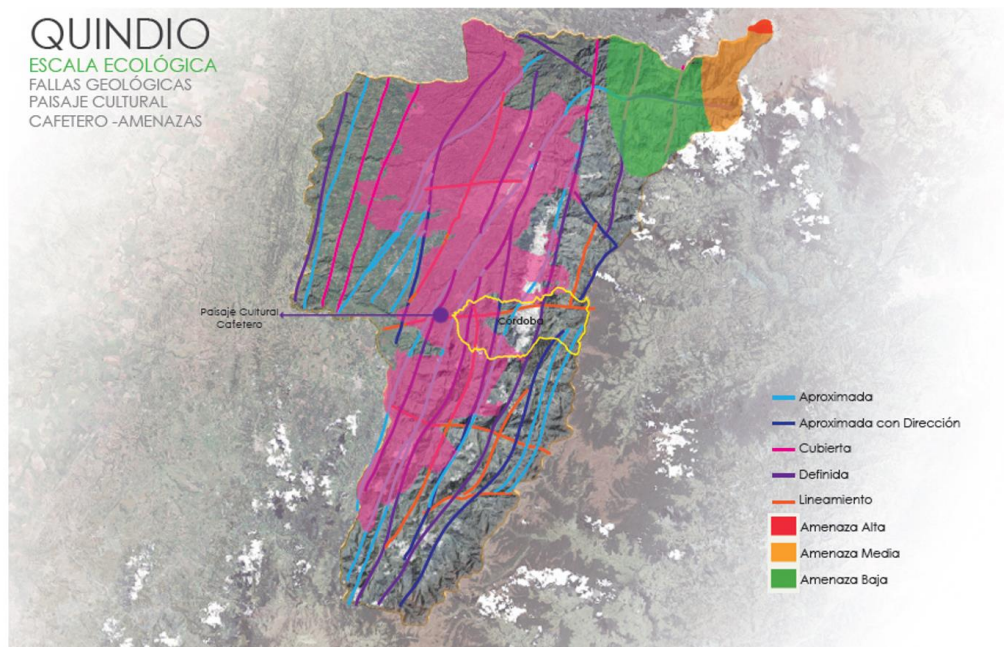 QUINDIO
ESCALA ECOLÓGICA
FALLAS GEOLÓGICAS
PAISAJE CULTURAL
CAFETERO -AMENAZAS
Paisaje Cultural
Cafetero
Córdoba
Aproximada
Aproximada con Dirección
Cubierta
Definida
Lineamiento
Amenaza Alta
Amenaza Media
Amenaza Baja